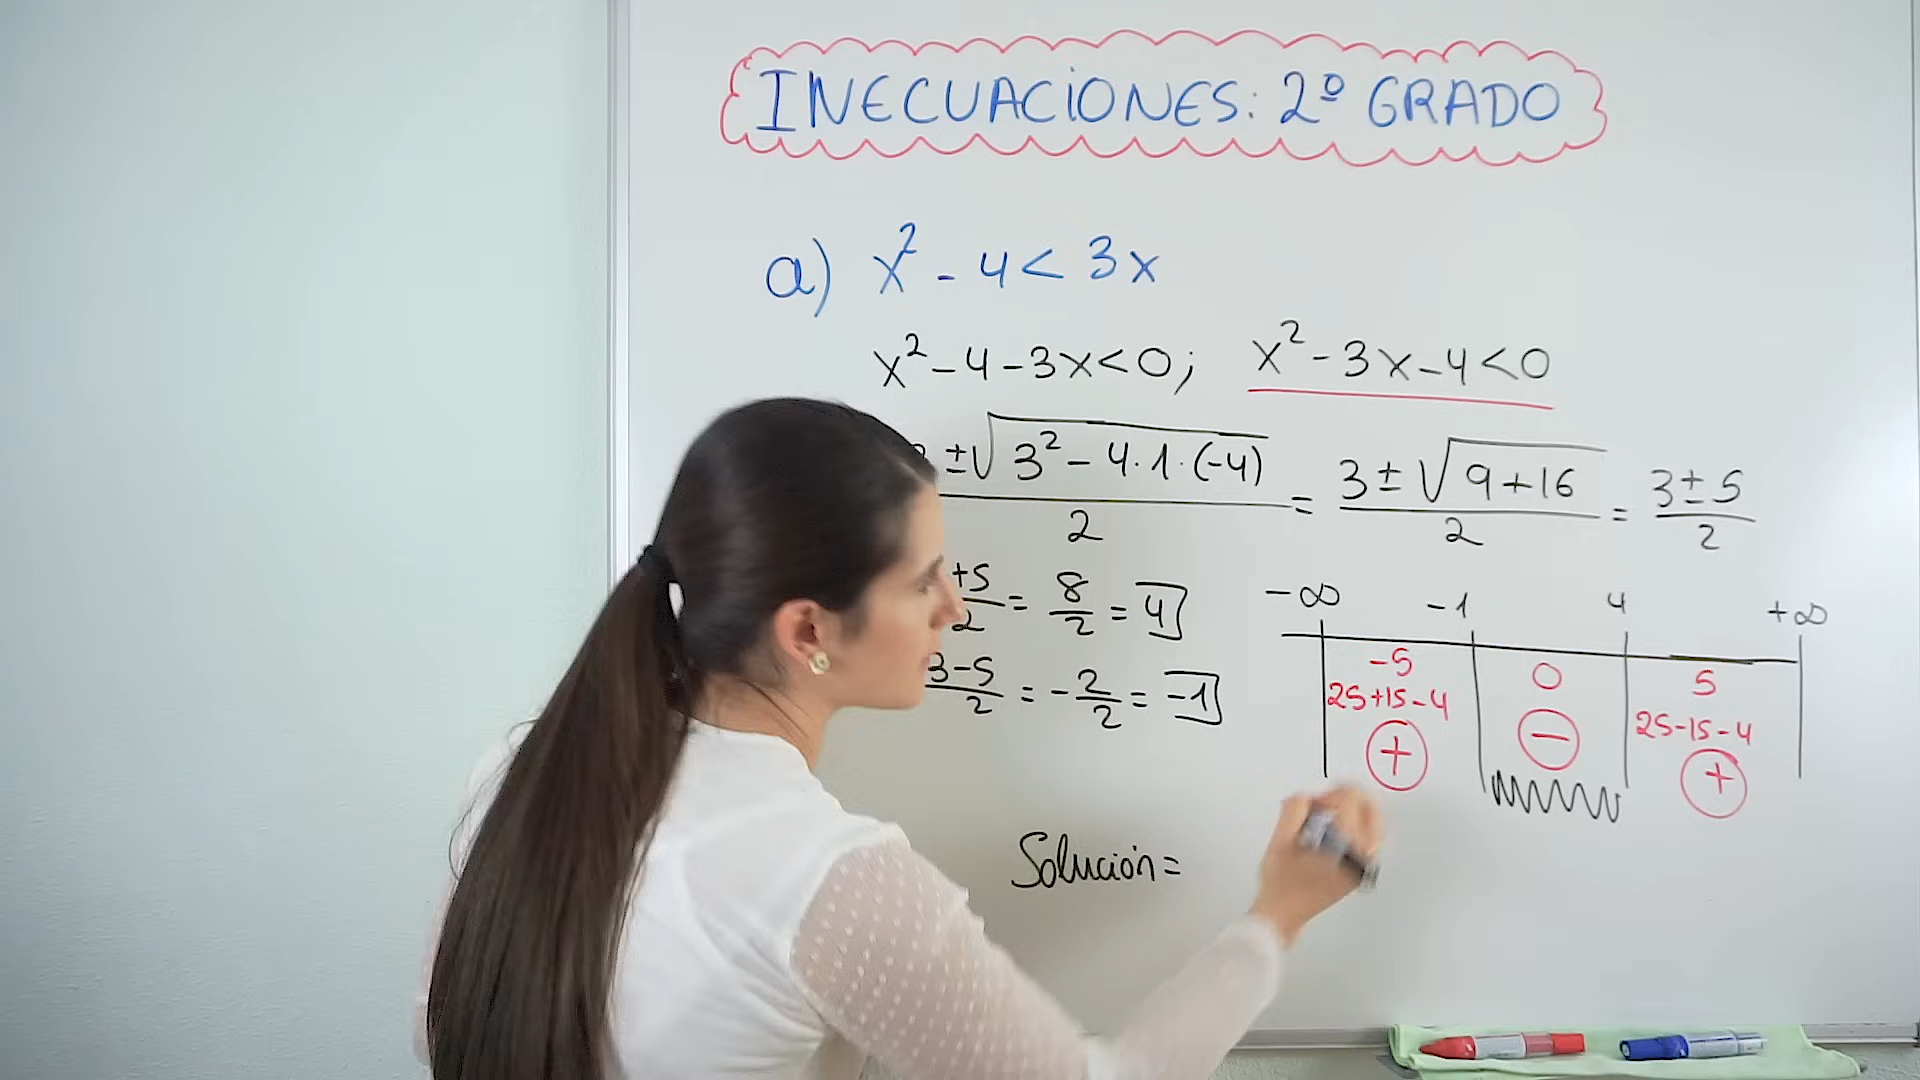 INECUACIONES: 2º GRADO
a) x² - 4 < 3x
x² - 4 - 3x < 0; x² - 3x - 4 < 0
± √(3² - 4·1·(-4)) / 2 = 3 ± √(9+16) / 2 = 3 ± 5 / 2
+5 / 2 = 8 / 2 = 4
3-5 / 2 = - 2 / 2 = -1
-∞ -1 4 +∞
-5 0 5
25+15-4 25-15-4
+ - +
Solución =